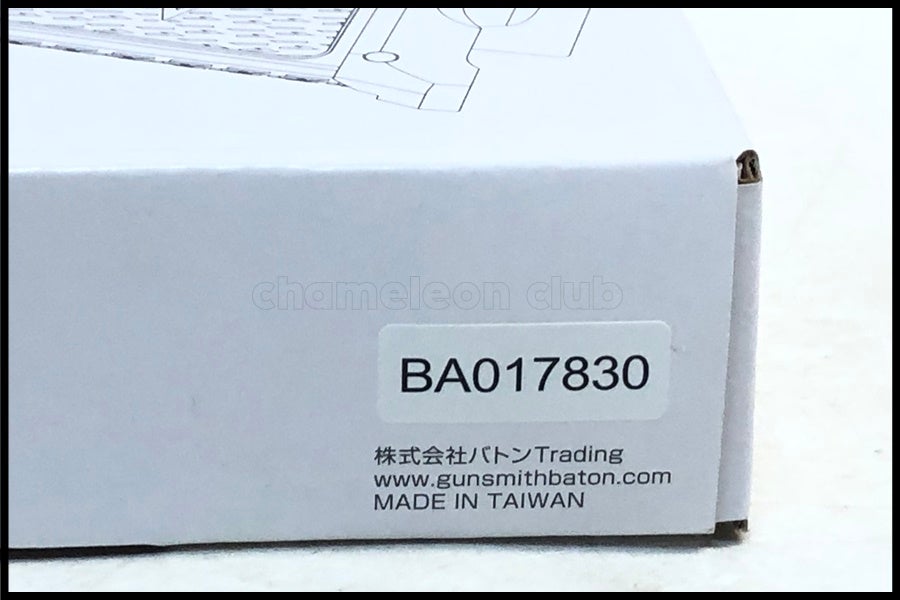 chameleon club
BA017830
株式会社バトンTrading
www.gunsmithbaton.com
MADE IN TAIWAN